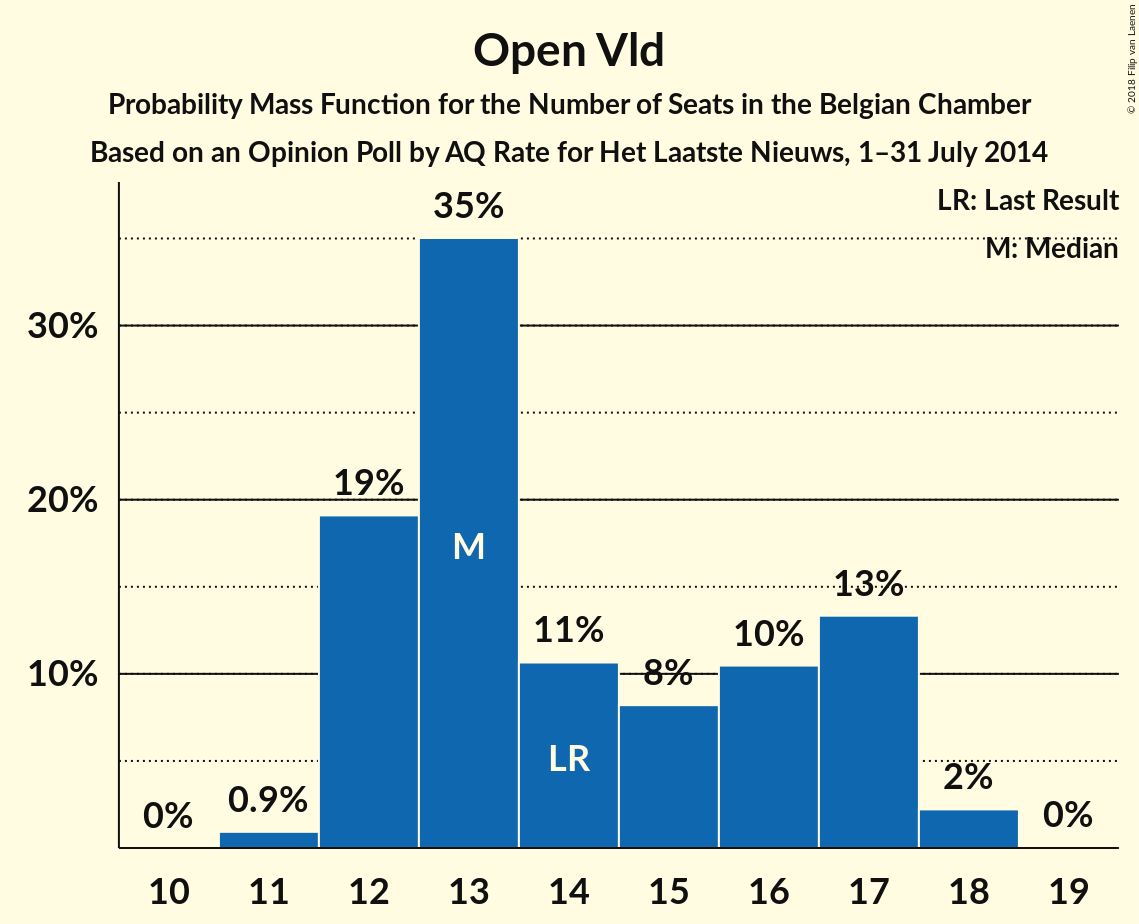 Open Vld
Probability Mass Function for the Number of Seats in the Belgian Chamber
Based on an Opinion Poll by AQ Rate for Het Laatste Nieuws, 1–31 July 2014
© 2018 Filip van Laenen
LR: Last Result
M: Median
35%
30%
19%
20%
M
13%
11%
10%
8%
10%
LR
2%
0.9%
0%
0%
10 11 12 13 14 15 16 17 18 19